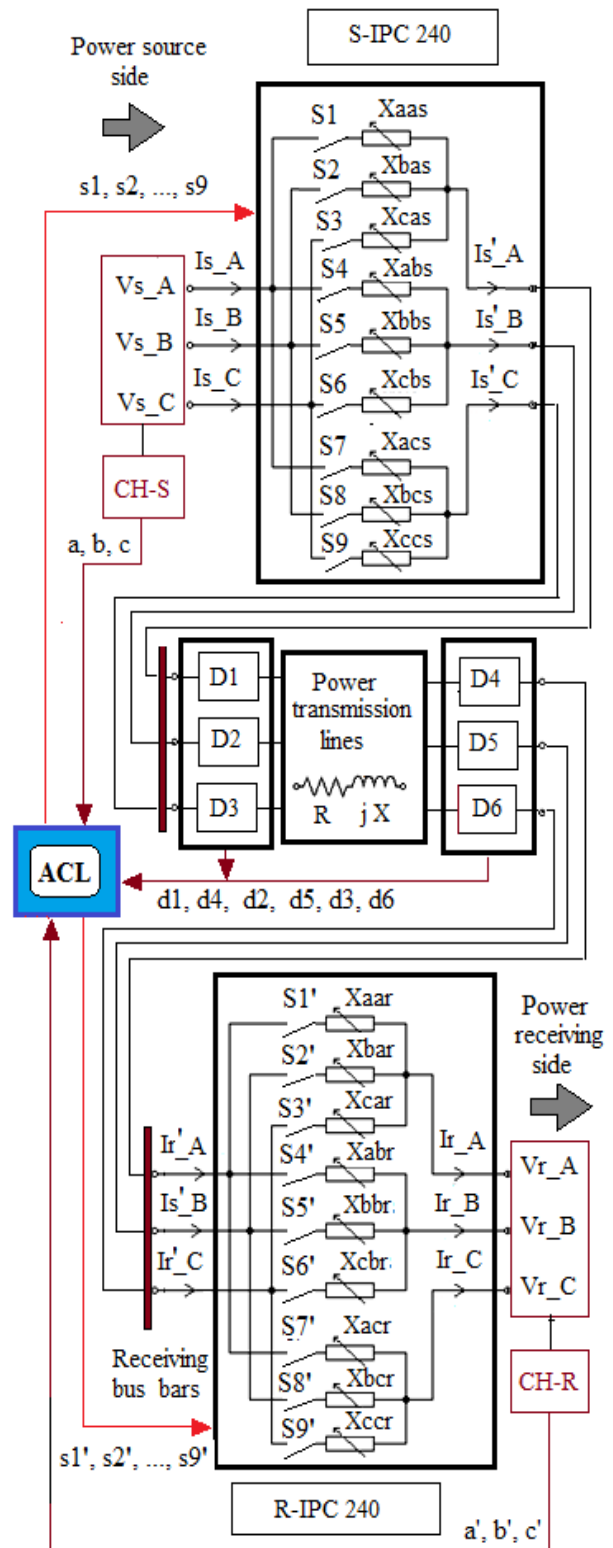 S-IPC 240
Power source
side
s1, s2, ..., s9
S1 Xaas
S2 Xbas
S3 Xcas
S4 Xabs
S5 Xbbs
S6 Xcbs
S7 Xacs
S8 Xbcs
S9 Xccs
Vs_A
Vs_B
Vs_C
Is_A
Is_B
Is_C
Is'_A
Is'_B
Is'_C
CH-S
a, b, c
D1
D2
D3
Power
transmission
lines
R jX
D4
D5
D6
ACL
d1, d4, d2, d5, d3, d6
S1' Xaar
S2' Xbar
S3' Xcar
S4' Xabr
S5' Xbbr
S6' Xcbr
S7' Xacr
S8' Xbcr
S9' Xccr
Power
receiving
side
Ir'_A
Is'_B
Ir'_C
Ir_A
Ir_B
Ir_C
Vr_A
Vr_B
Vr_C
Receiving
bus bars
CH-R
s1', s2', ..., s9'
R-IPC 240
a', b', c'